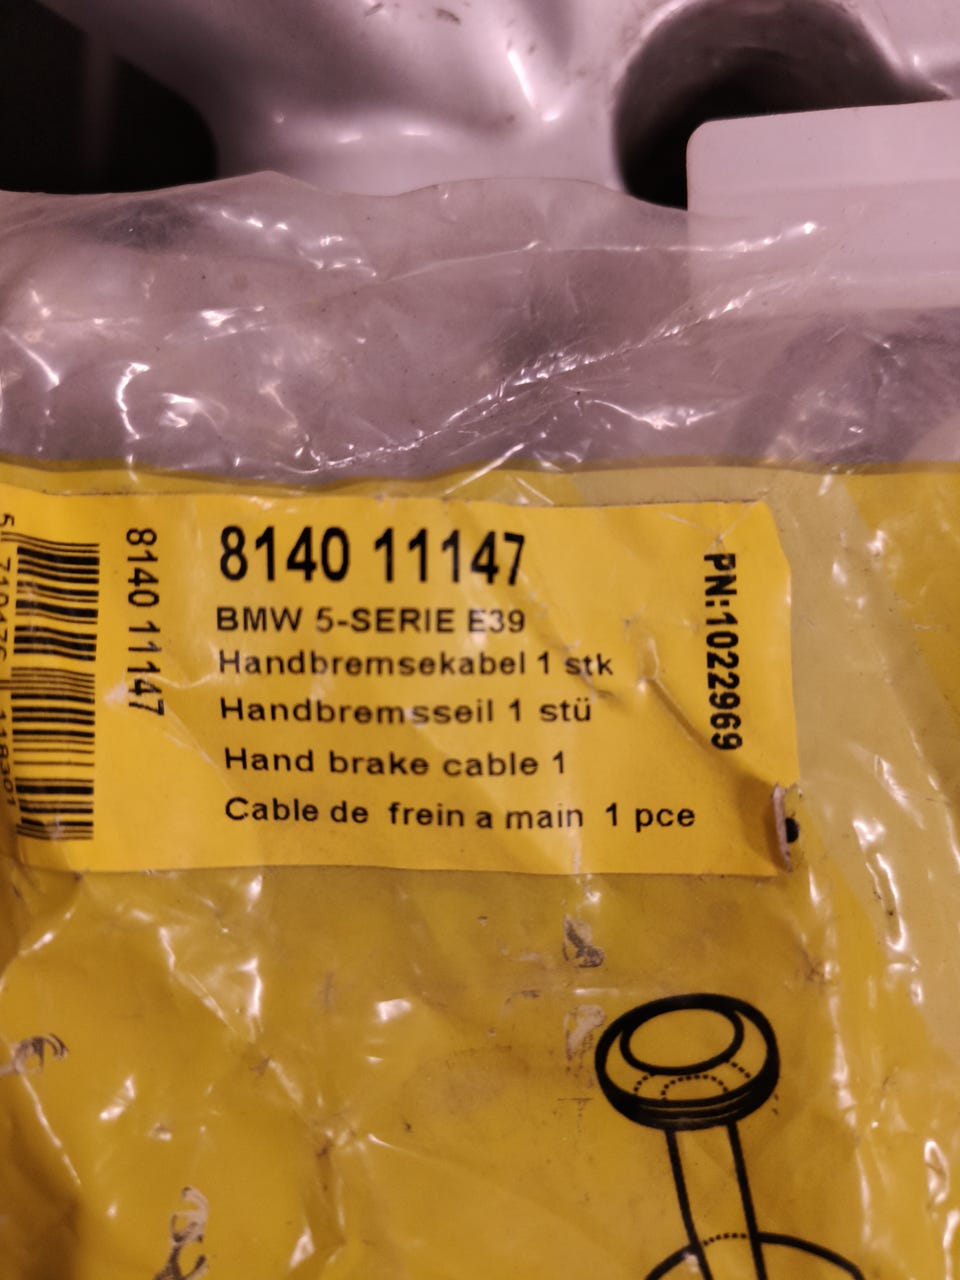 8140 11147
BMW 5-SERIE E39
Handbremsekabel 1 stk
Handbremsseil 1 stü
Hand brake cable 1
Cable de frein a main 1 pce
8140 11147
PN:1022969